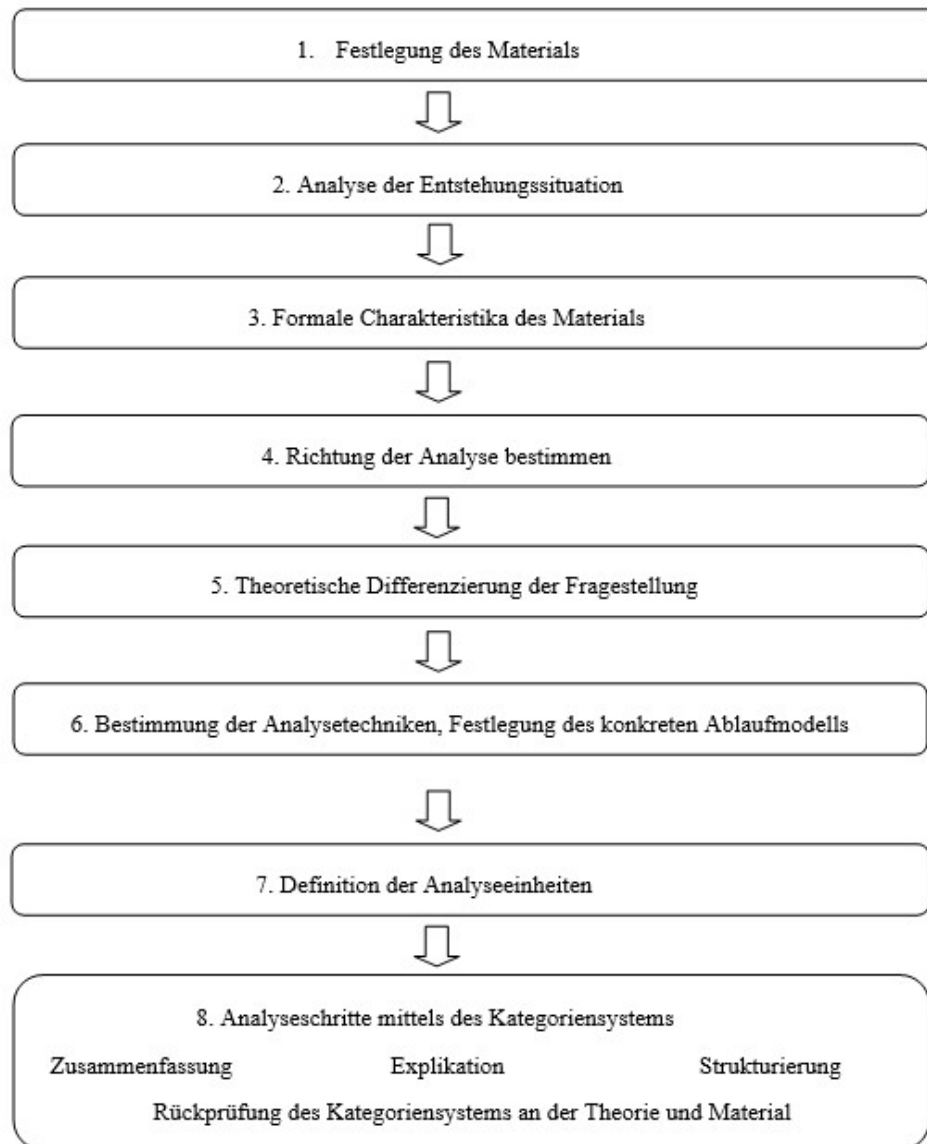 1. Festlegung des Materials
2. Analyse der Entstehungssituation
3. Formale Charakteristika des Materials
4. Richtung der Analyse bestimmen
5. Theoretische Differenzierung der Fragestellung
6. Bestimmung der Analysetechniken, Festlegung des konkreten Ablaufmodells
7. Definition der Analyseeinheiten
8. Analyseschritte mittels des Kategoriensystems
Zusammenfassung Explikation Strukturierung
Rückprüfung des Kategoriensystems an der Theorie und Material